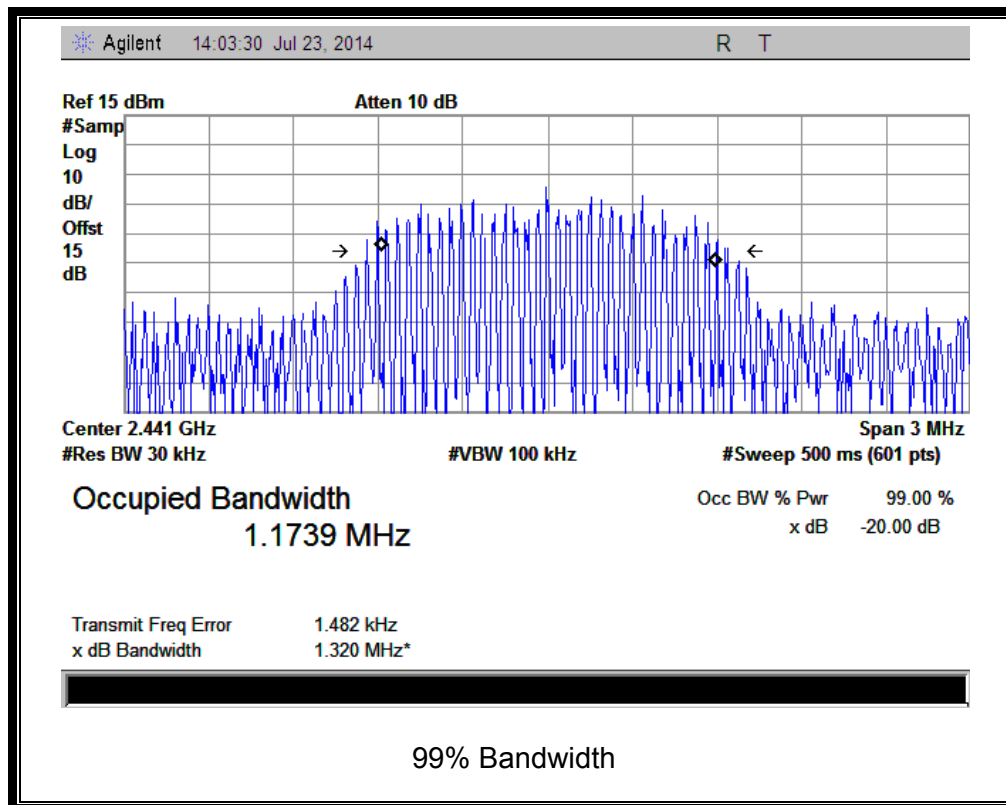 Agilent 14:03:30 Jul 23, 2014 R T
Ref 15 dBm Atten 10 dB
#Samp
Log
10
dB/
Offst
15
dB
Center 2.441 GHz Span 3 MHz
#Res BW 30 kHz #VBW 100 kHz #Sweep 500 ms (601 pts)
Occupied Bandwidth Occ BW % Pwr 99.00 %
1.1739 MHz x dB -20.00 dB
Transmit Freq Error 1.482 kHz
x dB Bandwidth 1.320 MHz*
99% Bandwidth